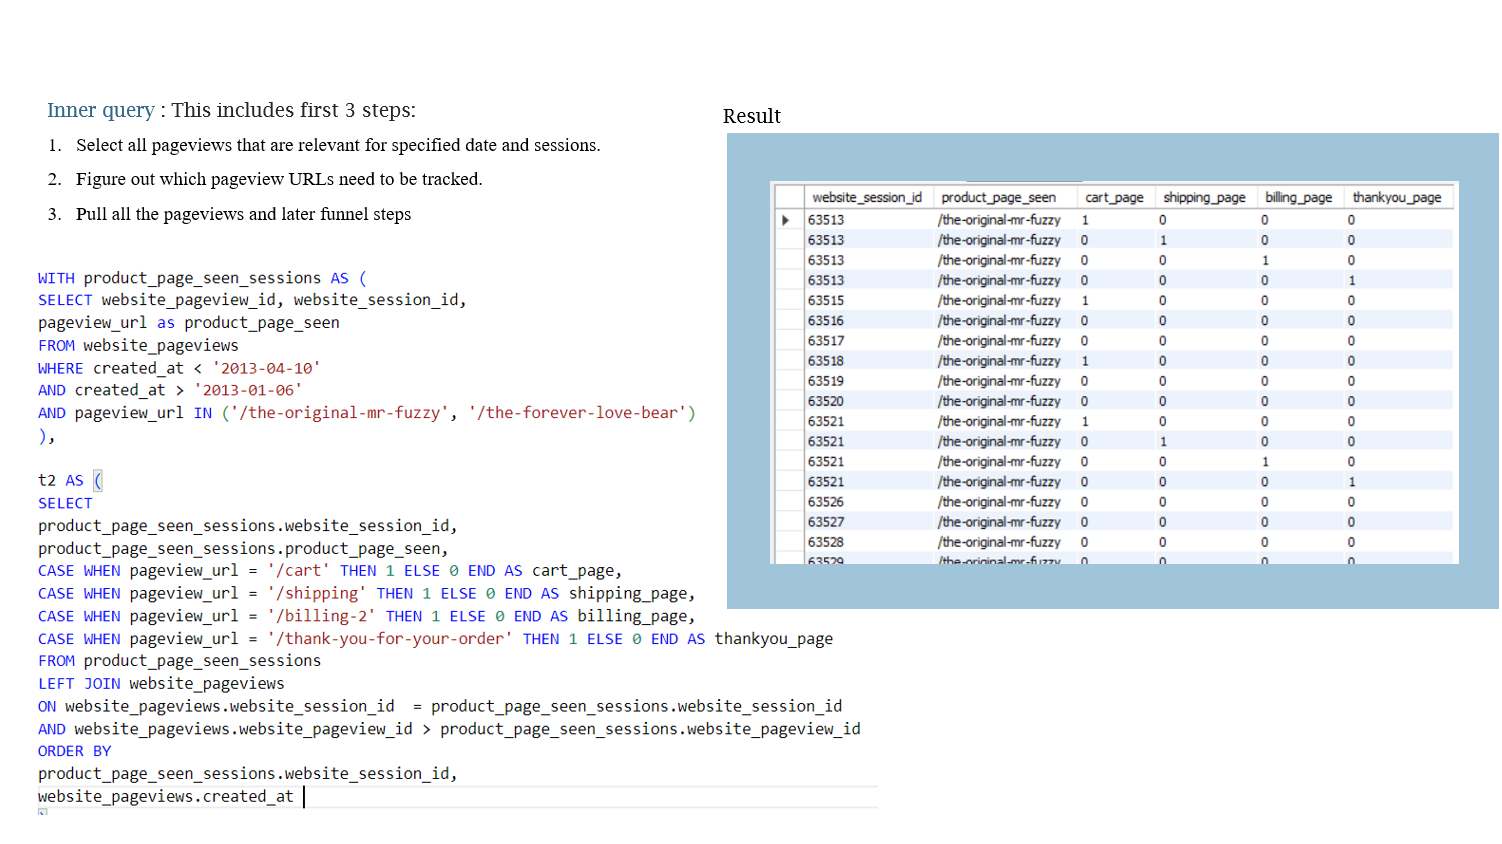 Inner query : This includes first 3 steps:
1. Select all pageviews that are relevant for specified date and sessions.
2. Figure out which pageview URLs need to be tracked.
3. Pull all the pageviews and later funnel steps
WITH product_page_seen_sessions AS (
SELECT website_pageview_id, website_session_id,
pageview_url as product_page_seen
FROM website_pageviews
WHERE created_at < '2013-04-10'
AND created_at > '2013-01-06'
AND pageview_url IN ('/the-original-mr-fuzzy', '/the-forever-love-bear')
),
t2 AS (
SELECT
product_page_seen_sessions.website_session_id,
product_page_seen_sessions.product_page_seen,
CASE WHEN pageview_url = '/cart' THEN 1 ELSE 0 END AS cart_page,
CASE WHEN pageview_url = '/shipping' THEN 1 ELSE 0 END AS shipping_page,
CASE WHEN pageview_url = '/billing-2' THEN 1 ELSE 0 END AS billing_page,
CASE WHEN pageview_url = '/thank-you-for-your-order' THEN 1 ELSE 0 END AS thankyou_page
FROM product_page_seen_sessions
LEFT JOIN website_pageviews
ON website_pageviews.website_session_id = product_page_seen_sessions.website_session_id
AND website_pageviews.website_pageview_id > product_page_seen_sessions.website_pageview_id
ORDER BY
product_page_seen_sessions.website_session_id,
website_pageviews.created_at
)
Result
website_session_id product_page_seen cart_page shipping_page billing_page thankyou_page
63513 /the-original-mr-fuzzy 1 0 0 0
63513 /the-original-mr-fuzzy 0 1 0 0
63513 /the-original-mr-fuzzy 0 0 1 0
63513 /the-original-mr-fuzzy 0 0 0 1
63515 /the-original-mr-fuzzy 1 0 0 0
63516 /the-original-mr-fuzzy 0 0 0 0
63517 /the-original-mr-fuzzy 0 0 0 0
63518 /the-original-mr-fuzzy 1 0 0 0
63519 /the-original-mr-fuzzy 0 0 0 0
63520 /the-original-mr-fuzzy 0 0 0 0
63521 /the-original-mr-fuzzy 1 0 0 0
63521 /the-original-mr-fuzzy 0 1 0 0
63521 /the-original-mr-fuzzy 0 0 1 0
63521 /the-original-mr-fuzzy 0 0 0 1
63526 /the-original-mr-fuzzy 0 0 0 0
63527 /the-original-mr-fuzzy 0 0 0 0
63528 /the-original-mr-fuzzy 0 0 0 0
63529 /the-original-mr-fuzzy 0 0 0 0